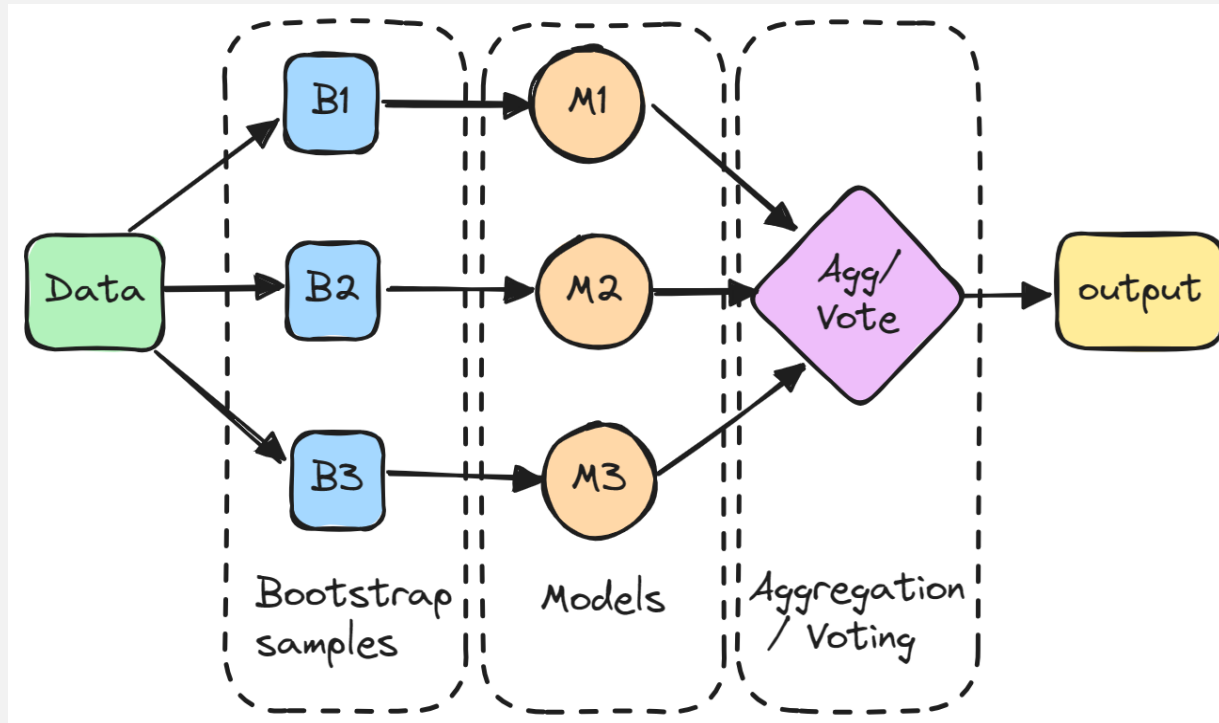 B1
M1
Data
B2
M2
Agg/
Vote
output
B3
M3
Bootstrap
samples
Models
Aggregation
/ Voting